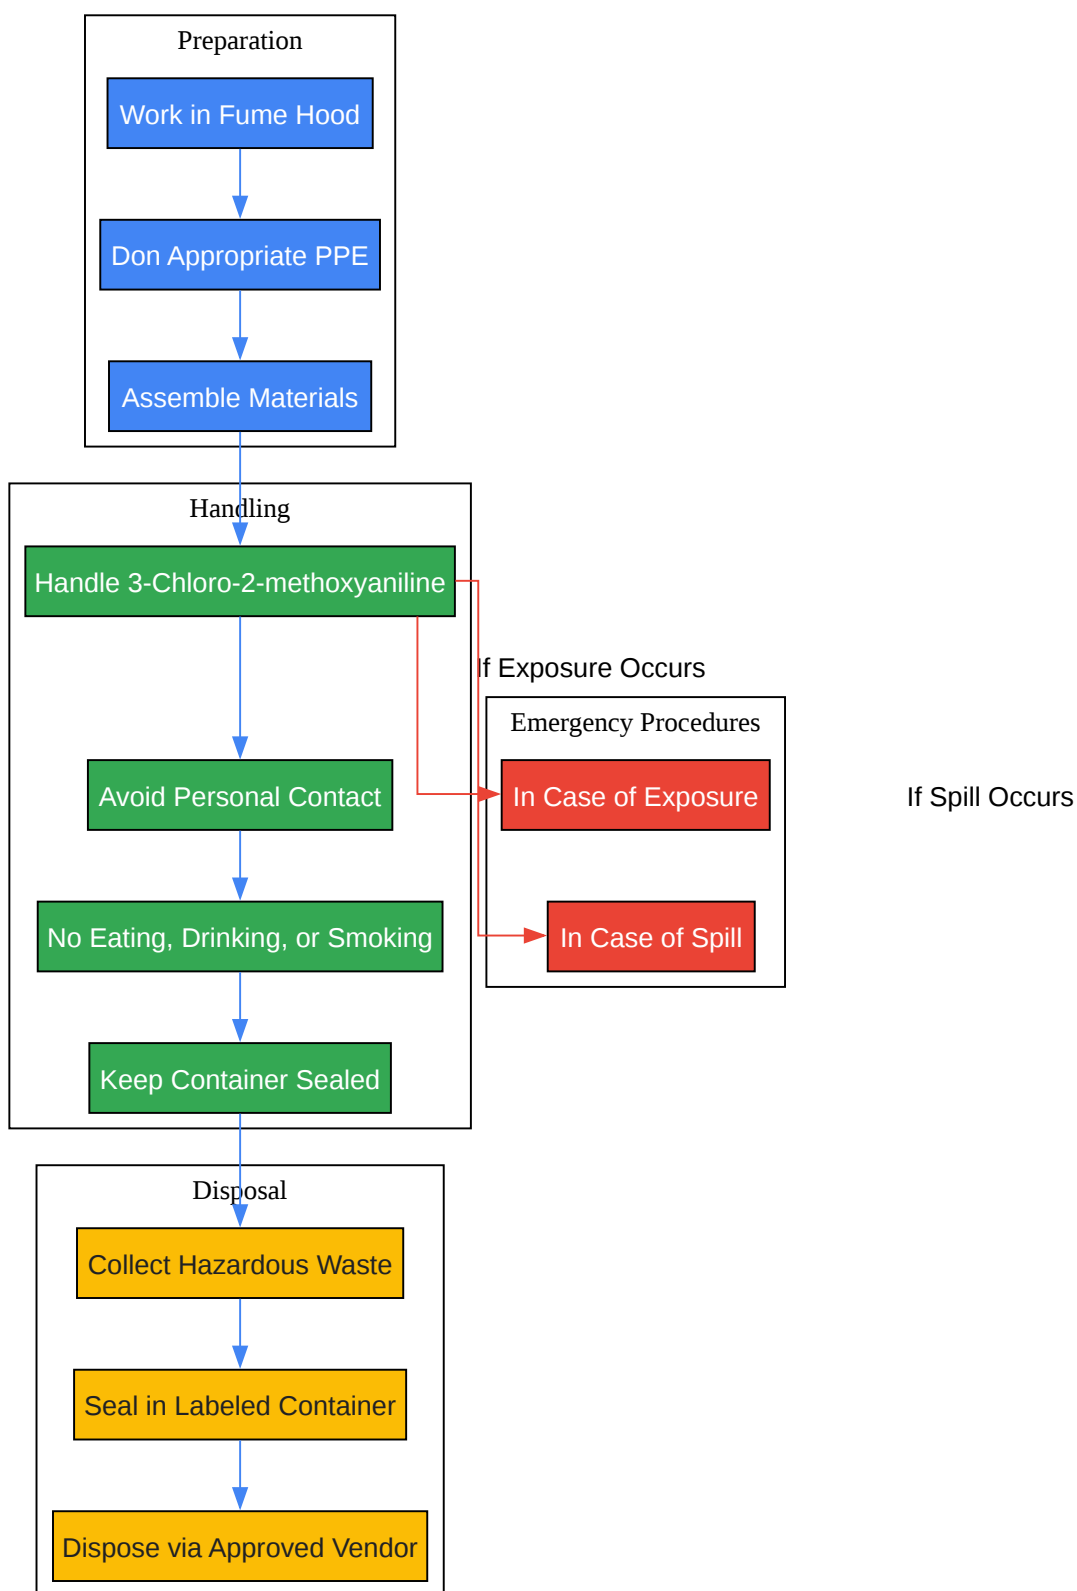 Preparation
Work in Fume Hood
Don Appropriate PPE
Assemble Materials
Handling
Handle 3-Chloro-2-methoxyaniline
If Exposure Occurs
Emergency Procedures
Avoid Personal Contact
In Case of Exposure
If Spill Occurs
No Eating, Drinking, or Smoking
In Case of Spill
Keep Container Sealed
Disposal
Collect Hazardous Waste
Seal in Labeled Container
Dispose via Approved Vendor